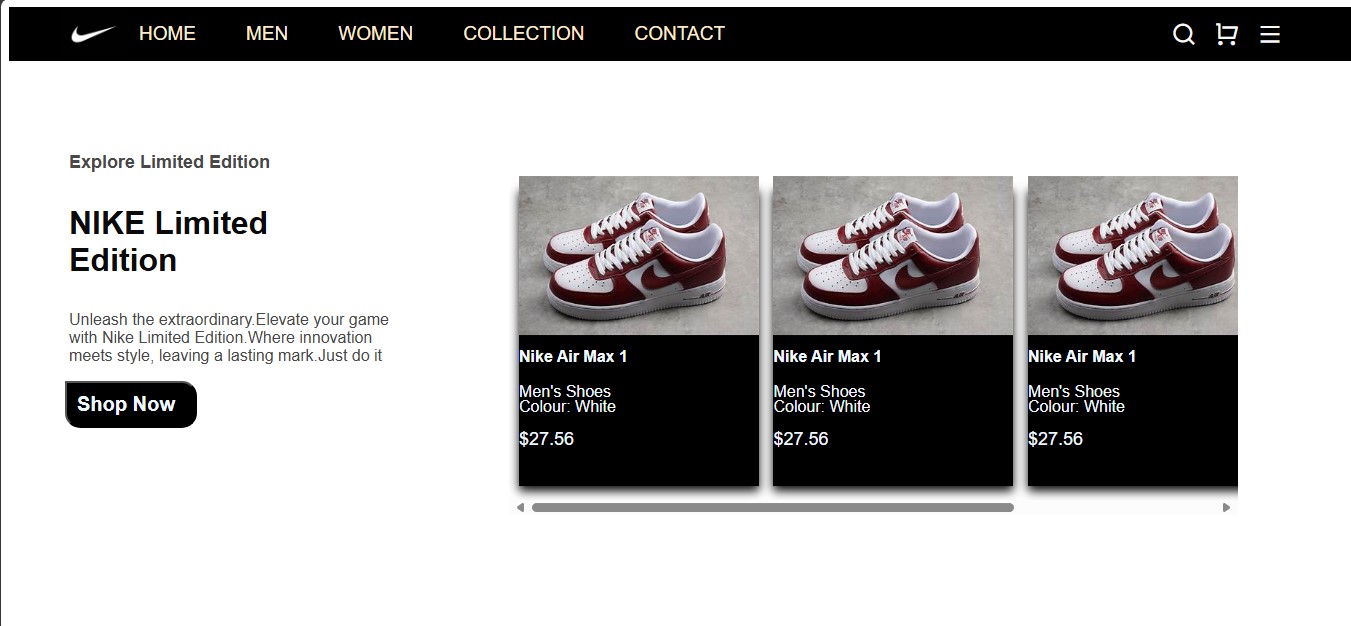 HOME MEN WOMEN COLLECTION CONTACT
Explore Limited Edition
NIKE Limited
Edition
Unleash the extraordinary.Elevate your game
with Nike Limited Edition.Where innovation
meets style, leaving a lasting mark.Just do it
Shop Now
Nike Air Max 1
Men's Shoes
Colour: White
$27.56
Nike Air Max 1
Men's Shoes
Colour: White
$27.56
Nike Air Max 1
Men's Shoes
Colour: White
$27.56